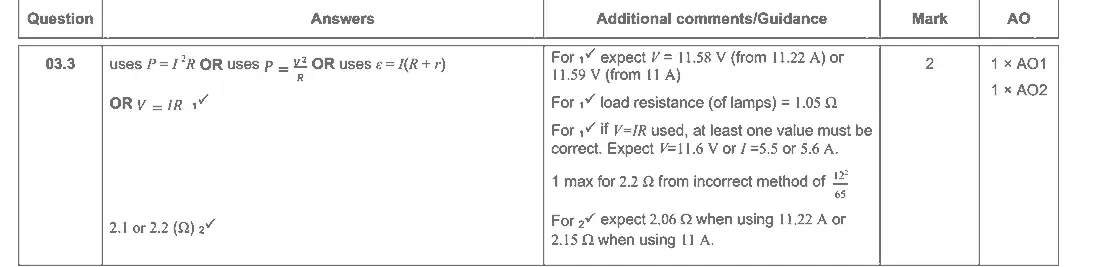 Question Answers Additional comments/Guidance Mark AO
03.3 uses P = I²R OR uses P = V²/R OR uses ε = I(R + r)
OR V = IR ₁✓
2.1 or 2.2 (Ω) ₂✓
For ₁✓ expect V = 11.58 V (from 11.22 A) or
11.59 V (from 11 A)
For ₁✓ load resistance (of lamps) = 1.05 Ω
For ₁✓ if V=IR used, at least one value must be
correct. Expect V=11.6 V or I =5.5 or 5.6 A.
1 max for 2.2 Ω from incorrect method of 12²/65
For ₂✓ expect 2.06 Ω when using 11.22 A or
2.15 Ω when using 11 A.
2
1 × AO1
1 × AO2